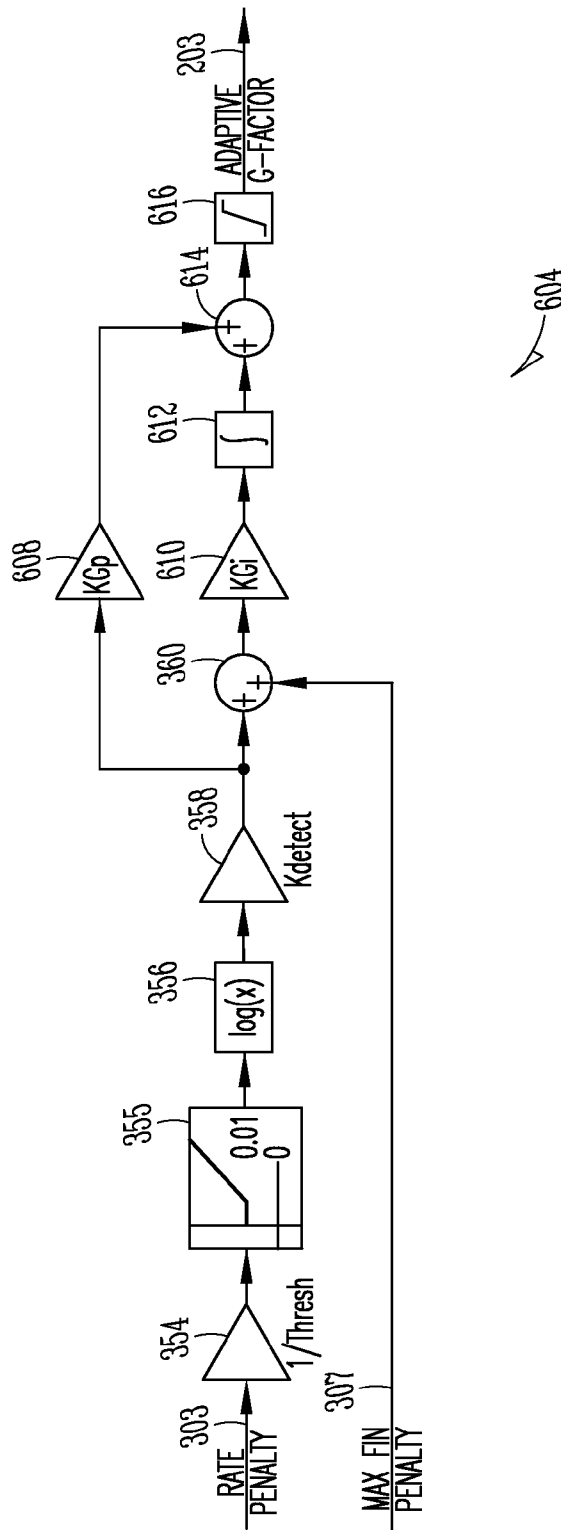 RATE
PENALTY
303
354
1/Thresh
355
0.01
0
356
log(x)
358
Kdetect
360
+
+
608
KGp
610
KGi
612
∫
614
+
+
616
ADAPTIVE
G-FACTOR
203
MAX FIN
PENALTY
307
604